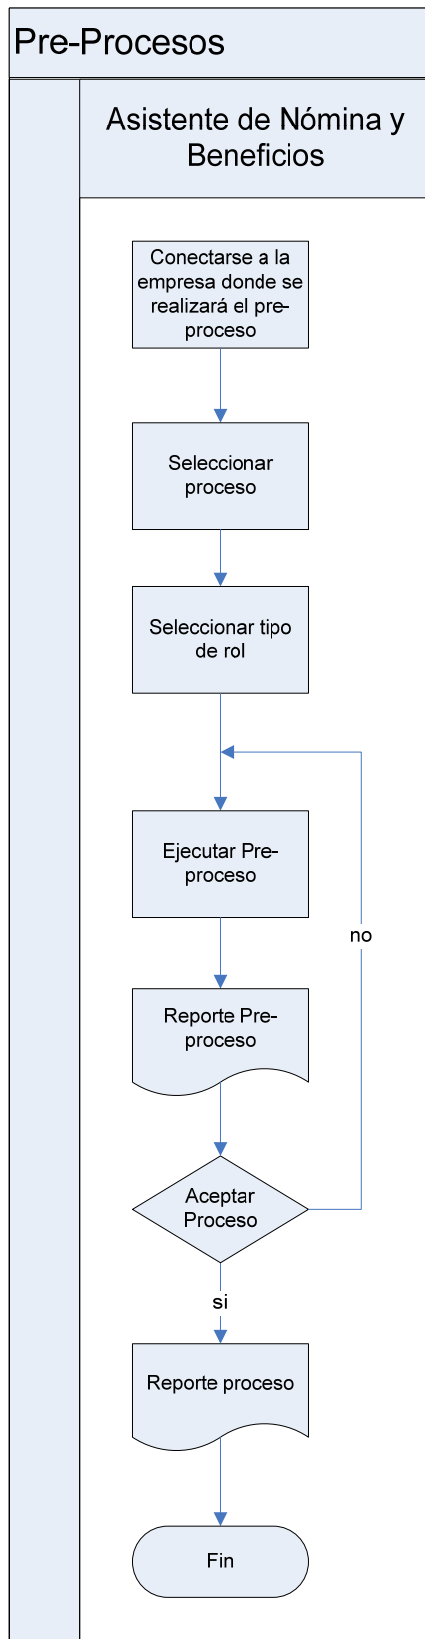 Pre-Procesos
Asistente de Nómina y
Beneficios
Conectarse a la
empresa donde se
realizará el pre-
proceso
Seleccionar
proceso
Seleccionar tipo
de rol
Ejecutar Pre-
proceso
no
Reporte Pre-
proceso
Aceptar
Proceso
si
Reporte proceso
Fin